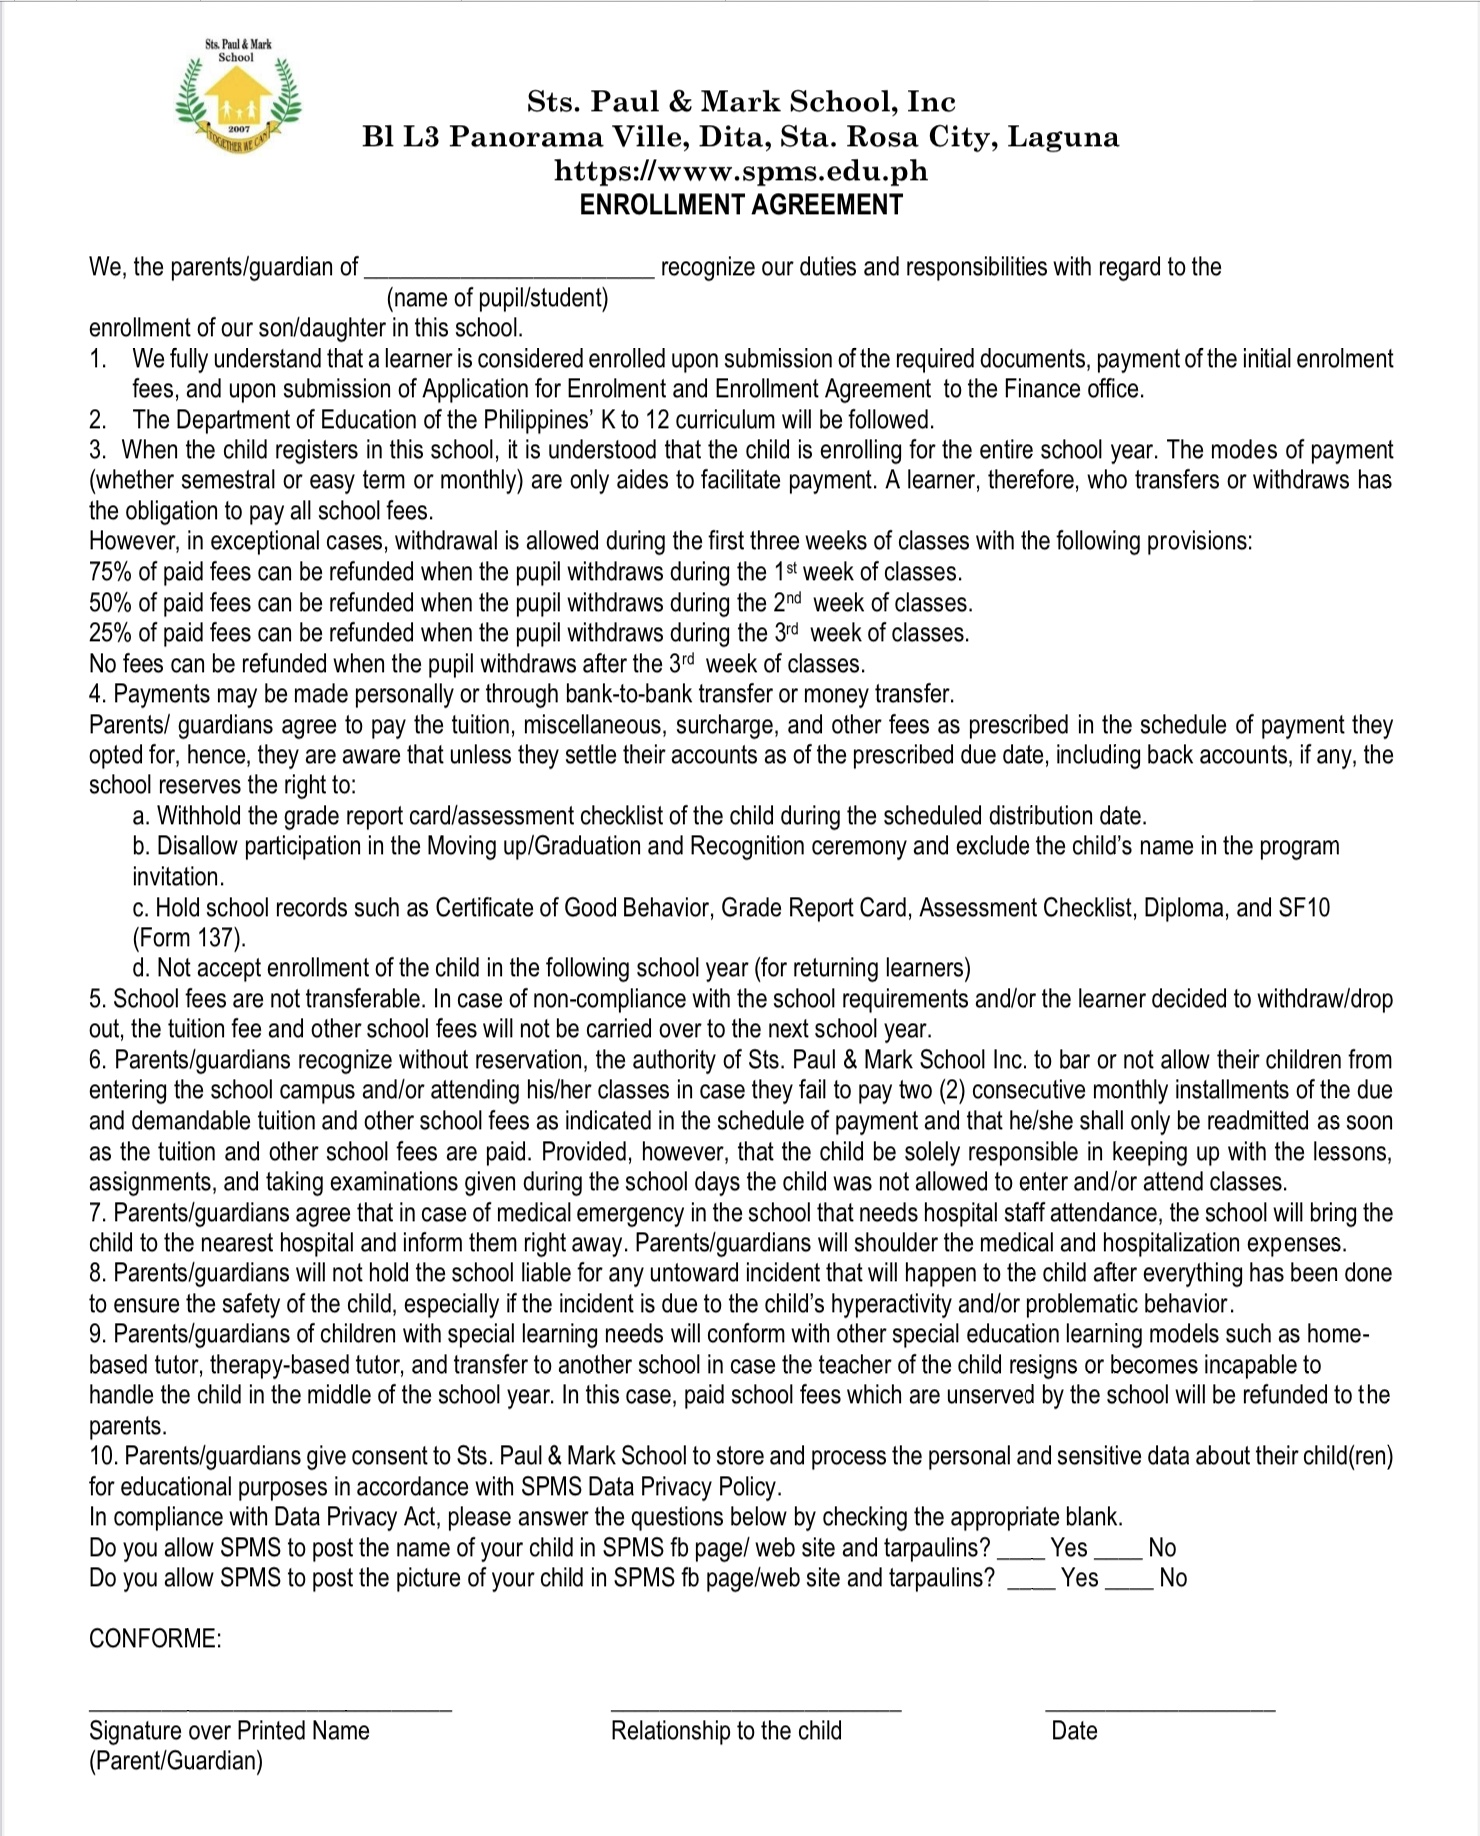 Sts. Paul & Mark
School
2007
TOGETHER WE CAN
Sts. Paul & Mark School, Inc
Bl L3 Panorama Ville, Dita, Sta. Rosa City, Laguna
https://www.spms.edu.ph
ENROLLMENT AGREEMENT
We, the parents/guardian of ________________________ recognize our duties and responsibilities with regard to the
(name of pupil/student)
enrollment of our son/daughter in this school.
1. We fully understand that a learner is considered enrolled upon submission of the required documents, payment of the initial enrolment
fees, and upon submission of Application for Enrolment and Enrollment Agreement to the Finance office.
2. The Department of Education of the Philippines’ K to 12 curriculum will be followed.
3. When the child registers in this school, it is understood that the child is enrolling for the entire school year. The modes of payment
(whether semestral or easy term or monthly) are only aides to facilitate payment. A learner, therefore, who transfers or withdraws has
the obligation to pay all school fees.
However, in exceptional cases, withdrawal is allowed during the first three weeks of classes with the following provisions:
75% of paid fees can be refunded when the pupil withdraws during the 1st week of classes.
50% of paid fees can be refunded when the pupil withdraws during the 2nd week of classes.
25% of paid fees can be refunded when the pupil withdraws during the 3rd week of classes.
No fees can be refunded when the pupil withdraws after the 3rd week of classes.
4. Payments may be made personally or through bank-to-bank transfer or money transfer.
Parents/ guardians agree to pay the tuition, miscellaneous, surcharge, and other fees as prescribed in the schedule of payment they
opted for, hence, they are aware that unless they settle their accounts as of the prescribed due date, including back accounts, if any, the
school reserves the right to:
a. Withhold the grade report card/assessment checklist of the child during the scheduled distribution date.
b. Disallow participation in the Moving up/Graduation and Recognition ceremony and exclude the child’s name in the program
invitation.
c. Hold school records such as Certificate of Good Behavior, Grade Report Card, Assessment Checklist, Diploma, and SF10
(Form 137).
d. Not accept enrollment of the child in the following school year (for returning learners)
5. School fees are not transferable. In case of non-compliance with the school requirements and/or the learner decided to withdraw/drop
out, the tuition fee and other school fees will not be carried over to the next school year.
6. Parents/guardians recognize without reservation, the authority of Sts. Paul & Mark School Inc. to bar or not allow their children from
entering the school campus and/or attending his/her classes in case they fail to pay two (2) consecutive monthly installments of the due
and demandable tuition and other school fees as indicated in the schedule of payment and that he/she shall only be readmitted as soon
as the tuition and other school fees are paid. Provided, however, that the child be solely responsible in keeping up with the lessons,
assignments, and taking examinations given during the school days the child was not allowed to enter and/or attend classes.
7. Parents/guardians agree that in case of medical emergency in the school that needs hospital staff attendance, the school will bring the
child to the nearest hospital and inform them right away. Parents/guardians will shoulder the medical and hospitalization expenses.
8. Parents/guardians will not hold the school liable for any untoward incident that will happen to the child after everything has been done
to ensure the safety of the child, especially if the incident is due to the child’s hyperactivity and/or problematic behavior.
9. Parents/guardians of children with special learning needs will conform with other special education learning models such as home-
based tutor, therapy-based tutor, and transfer to another school in case the teacher of the child resigns or becomes incapable to
handle the child in the middle of the school year. In this case, paid school fees which are unserved by the school will be refunded to the
parents.
10. Parents/guardians give consent to Sts. Paul & Mark School to store and process the personal and sensitive data about their child(ren)
for educational purposes in accordance with SPMS Data Privacy Policy.
In compliance with Data Privacy Act, please answer the questions below by checking the appropriate blank.
Do you allow SPMS to post the name of your child in SPMS fb page/ web site and tarpaulins? ____ Yes ____ No
Do you allow SPMS to post the picture of your child in SPMS fb page/web site and tarpaulins? ____ Yes ____ No
CONFORME:
______________________________ ________________________ ___________________
Signature over Printed Name Relationship to the child Date
(Parent/Guardian)